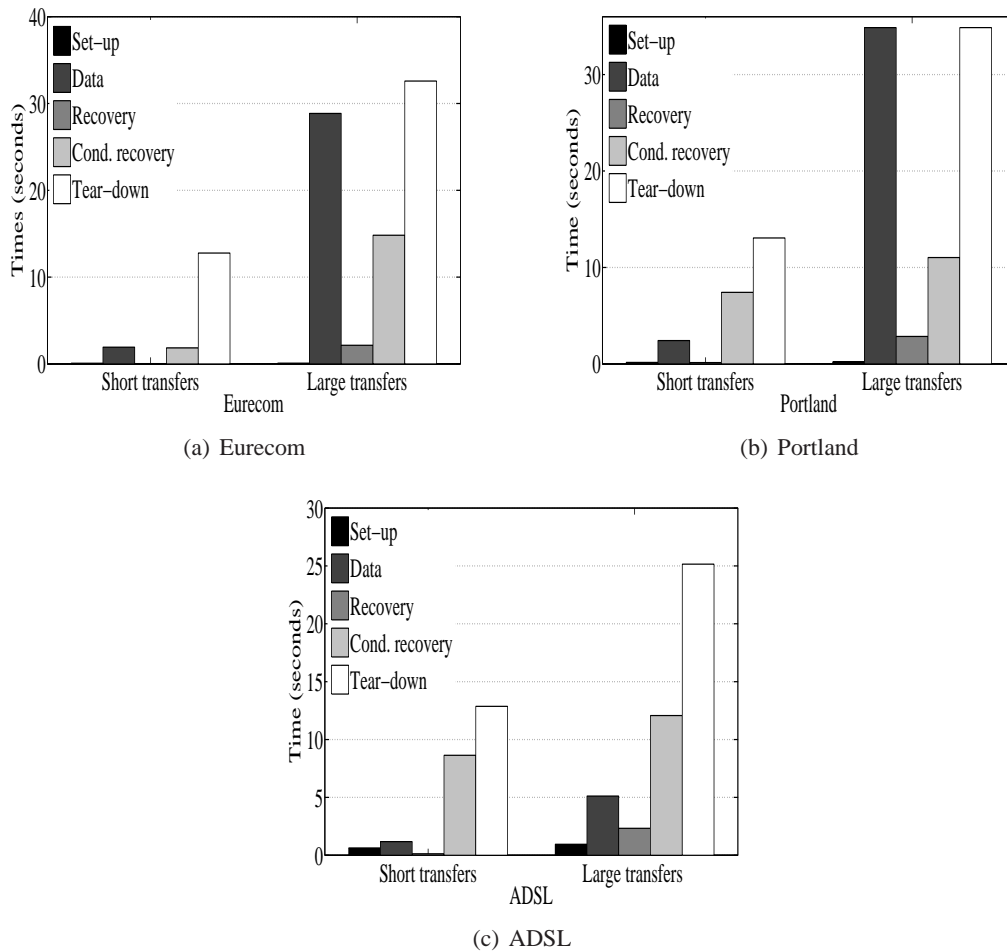 40
30
20
10
0
Times (seconds)
Set-up
Data
Recovery
Cond. recovery
Tear-down
Short transfers
Large transfers
Eurecom
(a) Eurecom
30
20
10
0
Time (seconds)
Set-up
Data
Recovery
Cond. recovery
Tear-down
Short transfers
Large transfers
Portland
(b) Portland
30
25
20
15
10
5
0
Time (seconds)
Set-up
Data
Recovery
Cond. recovery
Tear-down
Short transfers
Large transfers
ADSL
(c) ADSL